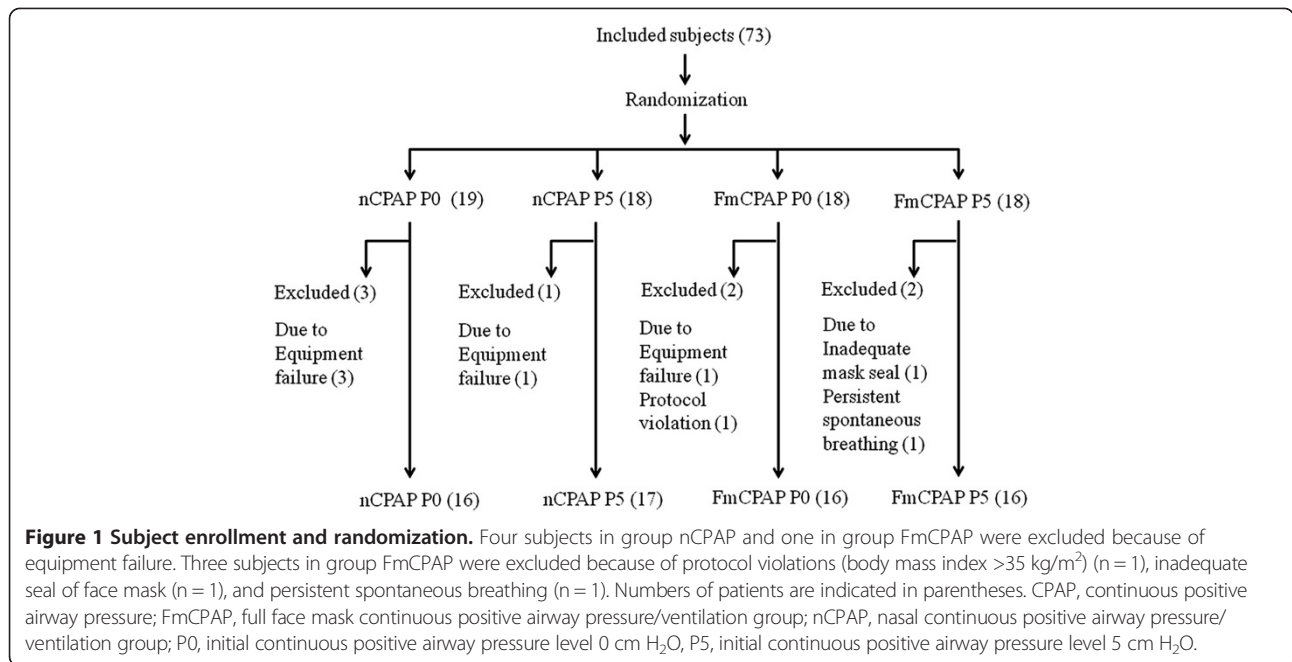 Included subjects (73)
Randomization
nCPAP P0 (19)
nCPAP P5 (18)
FmCPAP P0 (18)
FmCPAP P5 (18)
Excluded (3)
Due to
Equipment
failure (3)
Excluded (1)
Due to
Equipment
failure (1)
Excluded (2)
Due to
Equipment
failure (1)
Protocol
violation (1)
Excluded (2)
Due to
Inadequate
mask seal (1)
Persistent
spontaneous
breathing (1)
nCPAP P0 (16)
nCPAP P5 (17)
FmCPAP P0 (16)
FmCPAP P5 (16)
Figure 1 Subject enrollment and randomization. Four subjects in group nCPAP and one in group FmCPAP were excluded because of
equipment failure. Three subjects in group FmCPAP were excluded because of protocol violations (body mass index >35 kg/m²) (n = 1), inadequate
seal of face mask (n = 1), and persistent spontaneous breathing (n = 1). Numbers of patients are indicated in parentheses. CPAP, continuous positive
airway pressure; FmCPAP, full face mask continuous positive airway pressure/ventilation group; nCPAP, nasal continuous positive airway pressure/
ventilation group; P0, initial continuous positive airway pressure level 0 cm H₂O, P5, initial continuous positive airway pressure level 5 cm H₂O.